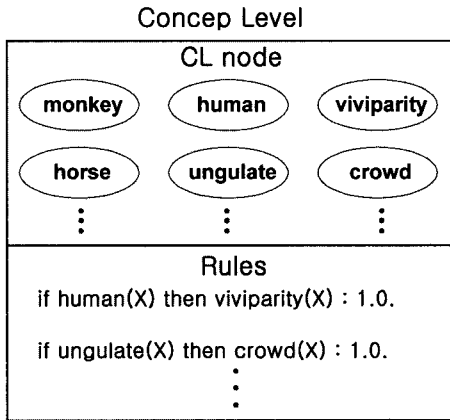 Concep Level
CL node
monkey human viviparity
horse ungulate crowd
Rules
if human(X) then viviparity(X) : 1.0.
if ungulate(X) then crowd(X) : 1.0.